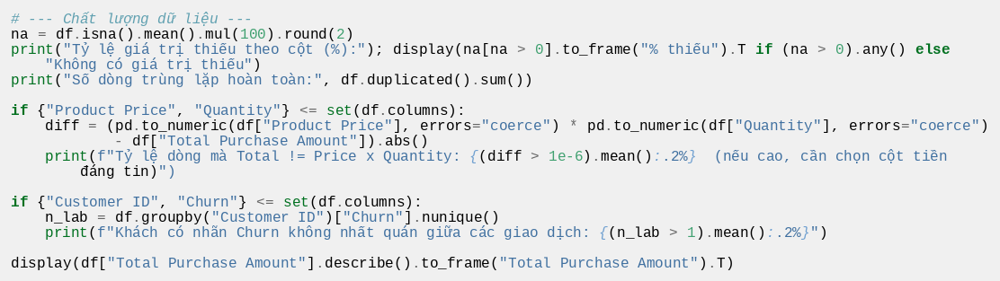 # --- Chất lượng dữ liệu ---
na = df.isna().mean().mul(100).round(2)
print("Tỷ lệ giá trị thiếu theo cột (%):"); display(na[na > 0].to_frame("% thiếu").T if (na > 0).any() else
    "Không có giá trị thiếu")
print("Số dòng trùng lặp hoàn toàn:", df.duplicated().sum())

if {"Product Price", "Quantity"} <= set(df.columns):
    diff = (pd.to_numeric(df["Product Price"], errors="coerce") * pd.to_numeric(df["Quantity"], errors="coerce")
            - df["Total Purchase Amount"]).abs()
    print(f"Tỷ lệ dòng mà Total != Price x Quantity: {(diff > 1e-6).mean():.2%}  (nếu cao, cần chọn cột tiền
        đáng tin)")

if {"Customer ID", "Churn"} <= set(df.columns):
    n_lab = df.groupby("Customer ID")["Churn"].nunique()
    print(f"Khách có nhãn Churn không nhất quán giữa các giao dịch: {(n_lab > 1).mean():.2%}")

display(df["Total Purchase Amount"].describe().to_frame("Total Purchase Amount").T)